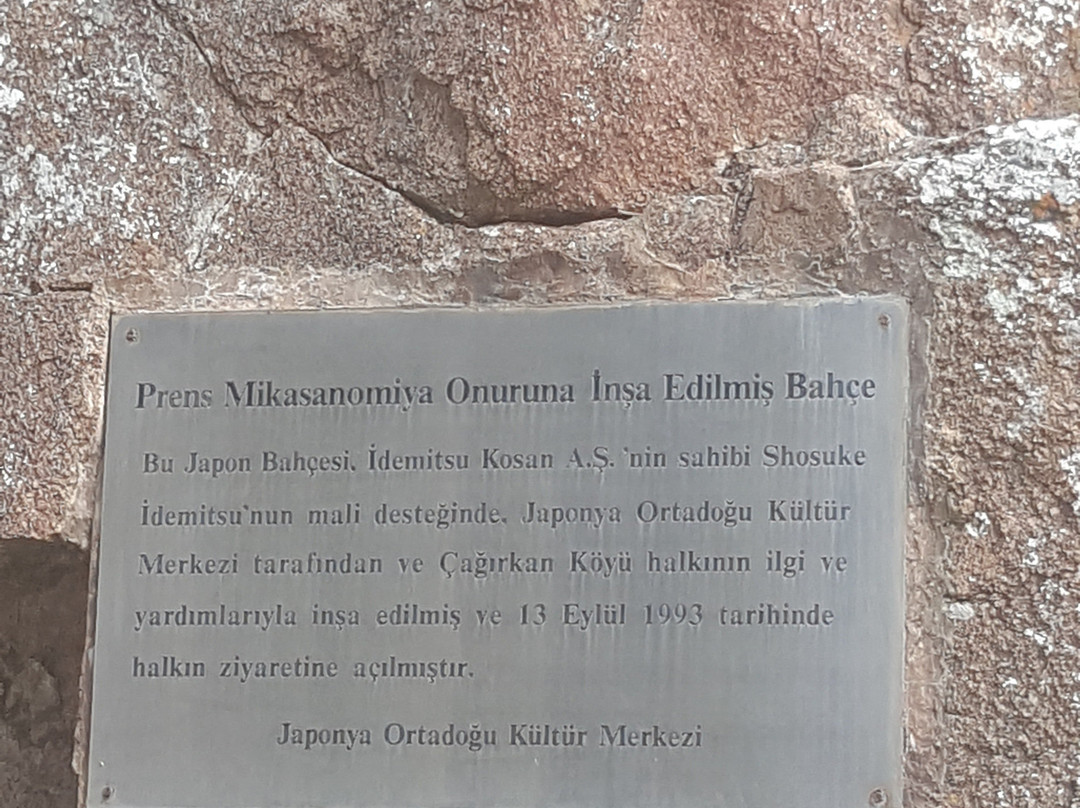 Prens Mikasanomiya Onuruna İnşa Edilmiş Bahçe
Bu Japon Bahçesi, İdemitsu Kosan A.Ş. 'nin sahibi Shosuke
İdemitsu'nun mali desteğinde, Japonya Ortadoğu Kültür
Merkezi tarafından ve Çağırkan Köyü halkının ilgi ve
yardımlarıyla inşa edilmiş ve 13 Eylül 1993 tarihinde
halkın ziyaretine açılmıştır.
Japonya Ortadoğu Kültür Merkezi